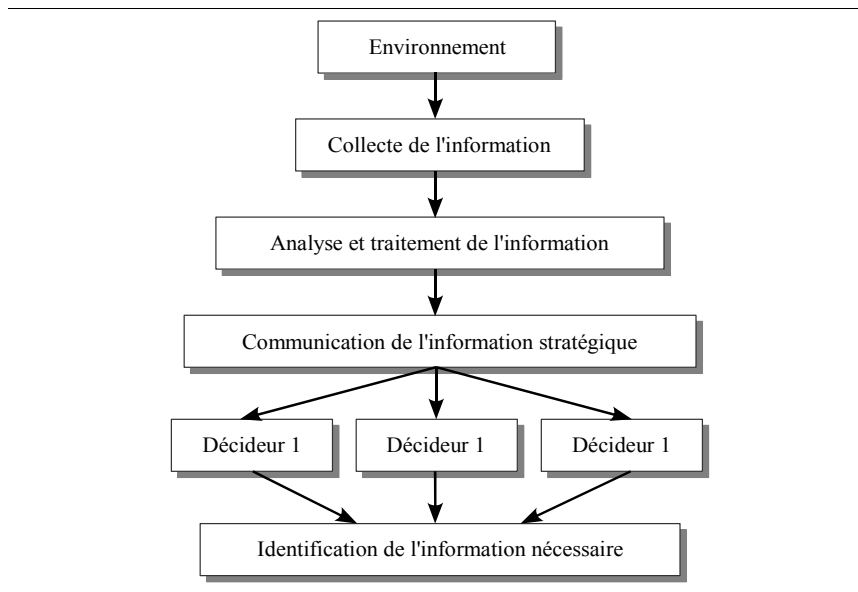 Environnement
Collecte de l'information
Analyse et traitement de l'information
Communication de l'information stratégique
Décideur 1
Décideur 1
Décideur 1
Identification de l'information nécessaire